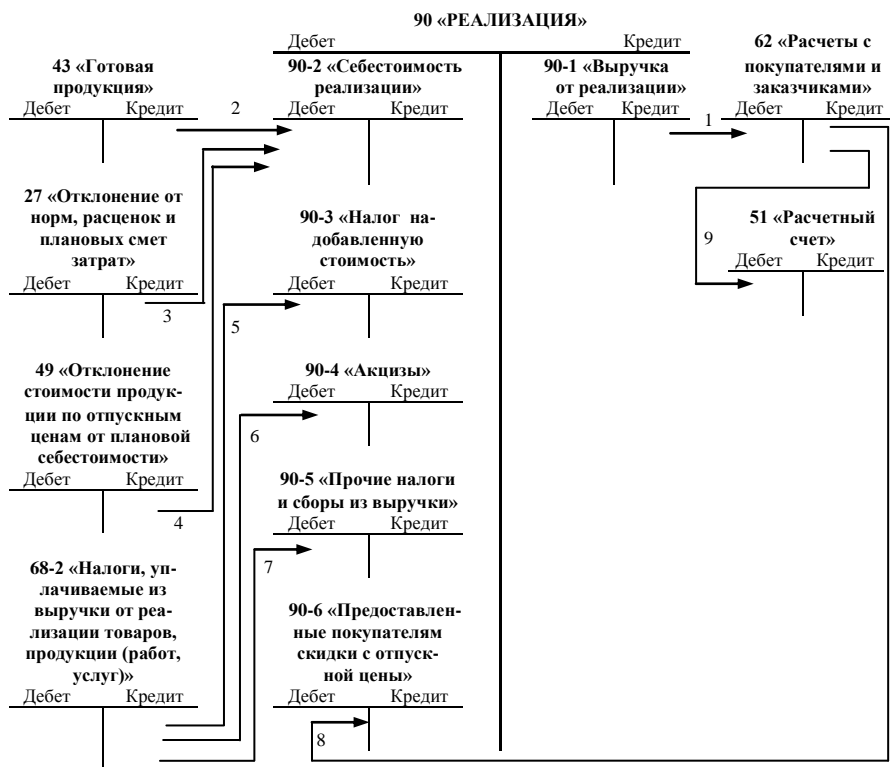 90 «РЕАЛИЗАЦИЯ»
Дебет Кредит
43 «Готовая
продукция»
Дебет Кредит
2
90-2 «Себестоимость
реализации»
Дебет Кредит
90-1 «Выручка
от реализации»
Дебет Кредит
1
62 «Расчеты с
покупателями и
заказчиками»
Дебет Кредит
27 «Отклонение от
норм, расценок и
плановых смет
затрат»
Дебет Кредит
3
90-3 «Налог на-
добавленную
стоимость»
Дебет Кредит
5
9
51 «Расчетный
счет»
Дебет Кредит
49 «Отклонение
стоимости продук-
ции по отпускным
ценам от плановой
себестоимости»
Дебет Кредит
4
90-4 «Акцизы»
Дебет Кредит
6
90-5 «Прочие налоги
и сборы из выручки»
Дебет Кредит
7
68-2 «Налоги, уп-
лачиваемые из
выручки от реа-
лизации товаров,
продукции (работ,
услуг)»
Дебет Кредит
90-6 «Предоставлен-
ные покупателям
скидки с отпуск-
ной цены»
Дебет Кредит
8